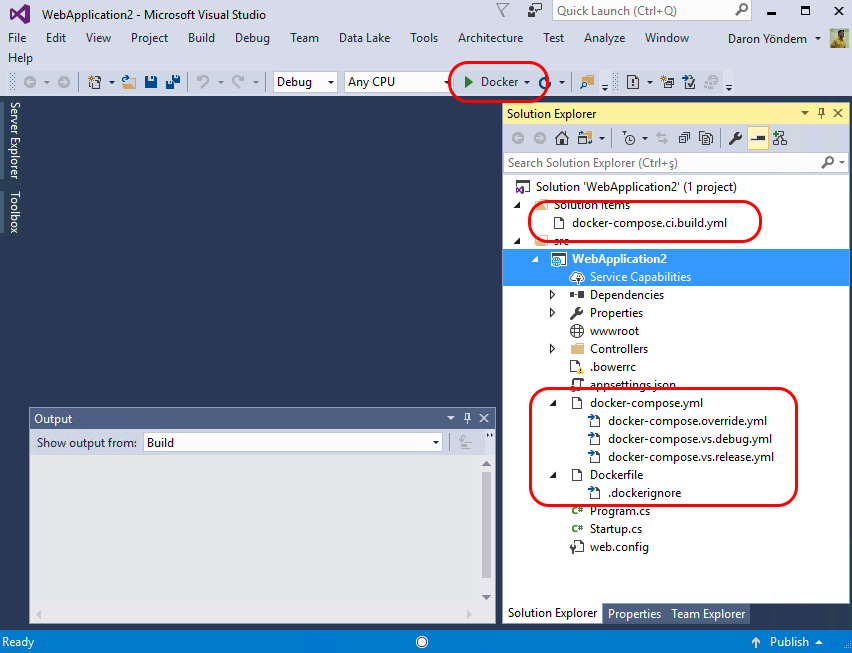 WebApplication2 - Microsoft Visual Studio
Quick Launch (Ctrl+Q)
File Edit View Project Build Debug Team Data Lake Tools Architecture Test Analyze Window Daron Yöndem
Help
Debug Any CPU Docker
Server Explorer
Toolbox
Solution Explorer
Search Solution Explorer (Ctrl+ş)
Solution 'WebApplication2' (1 project)
Solution Items
docker-compose.ci.build.yml
src
WebApplication2
Service Capabilities
Dependencies
Properties
wwwroot
Controllers
.bowerrc
appsettings.json
docker-compose.yml
docker-compose.override.yml
docker-compose.vs.debug.yml
docker-compose.vs.release.yml
Dockerfile
.dockerignore
C# Program.cs
C# Startup.cs
web.config
Output
Show output from: Build
Solution Explorer Properties Team Explorer
Ready Publish